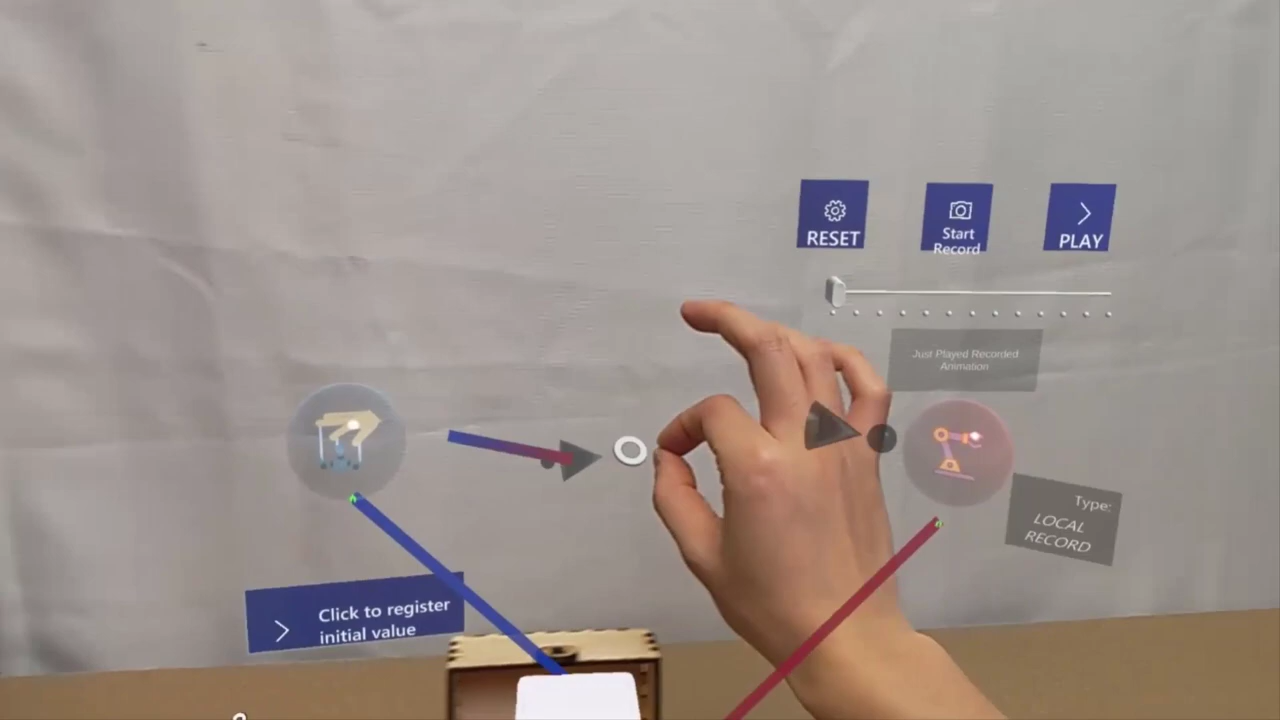 RESET
Start
Record
PLAY
Just Played Recorded
Animation
Type:
LOCAL
RECORD
Click to register
initial value